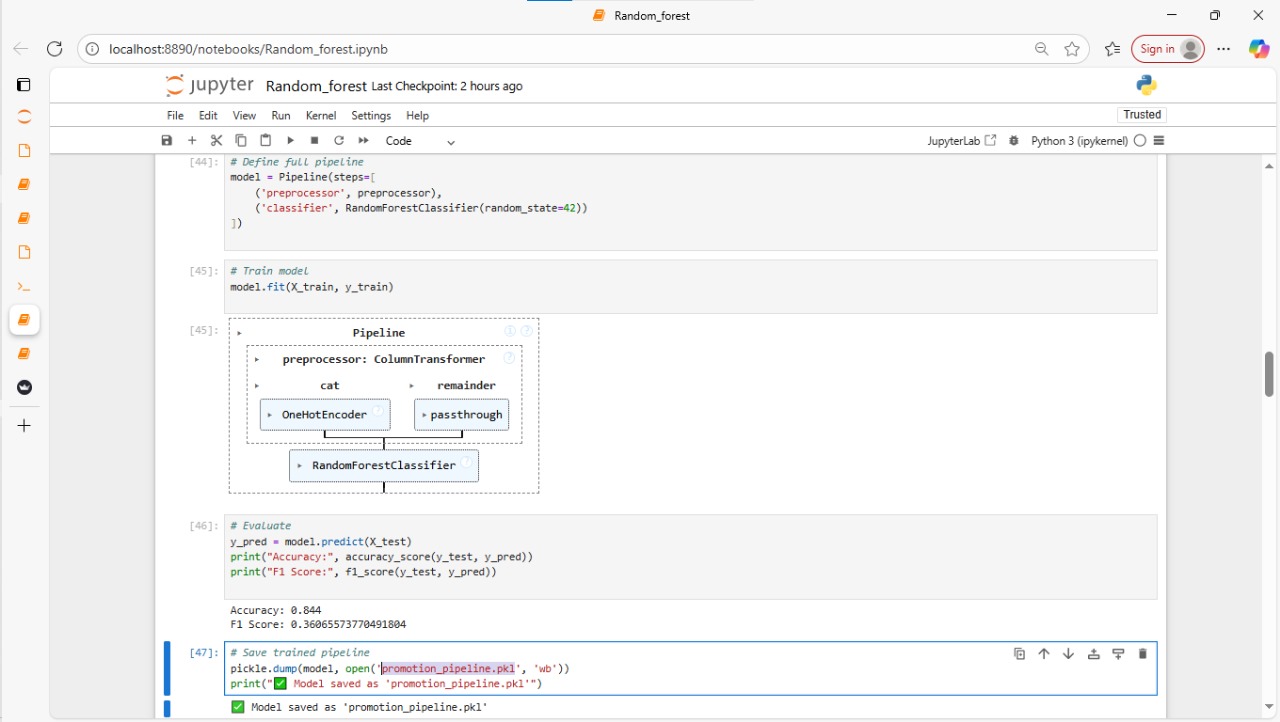 Random_forest
localhost:8890/notebooks/Random_forest.ipynb
Sign in
jupyter Random_forest Last Checkpoint: 2 hours ago
File Edit View Run Kernel Settings Help
Trusted
Code
JupyterLab
Python 3 (ipykernel)
[44]: # Define full pipeline
model = Pipeline(steps=[
('preprocessor', preprocessor),
('classifier', RandomForestClassifier(random_state=42))
])
[45]: # Train model
model.fit(X_train, y_train)
[45]:
Pipeline
preprocessor: ColumnTransformer
cat remainder
OneHotEncoder passthrough
RandomForestClassifier
[46]: # Evaluate
y_pred = model.predict(X_test)
print("Accuracy:", accuracy_score(y_test, y_pred))
print("F1 Score:", f1_score(y_test, y_pred))
Accuracy: 0.844
F1 Score: 0.36065573770491804
[47]: # Save trained pipeline
pickle.dump(model, open('promotion_pipeline.pkl', 'wb'))
print("✅ Model saved as 'promotion_pipeline.pkl'")
✅ Model saved as 'promotion_pipeline.pkl'